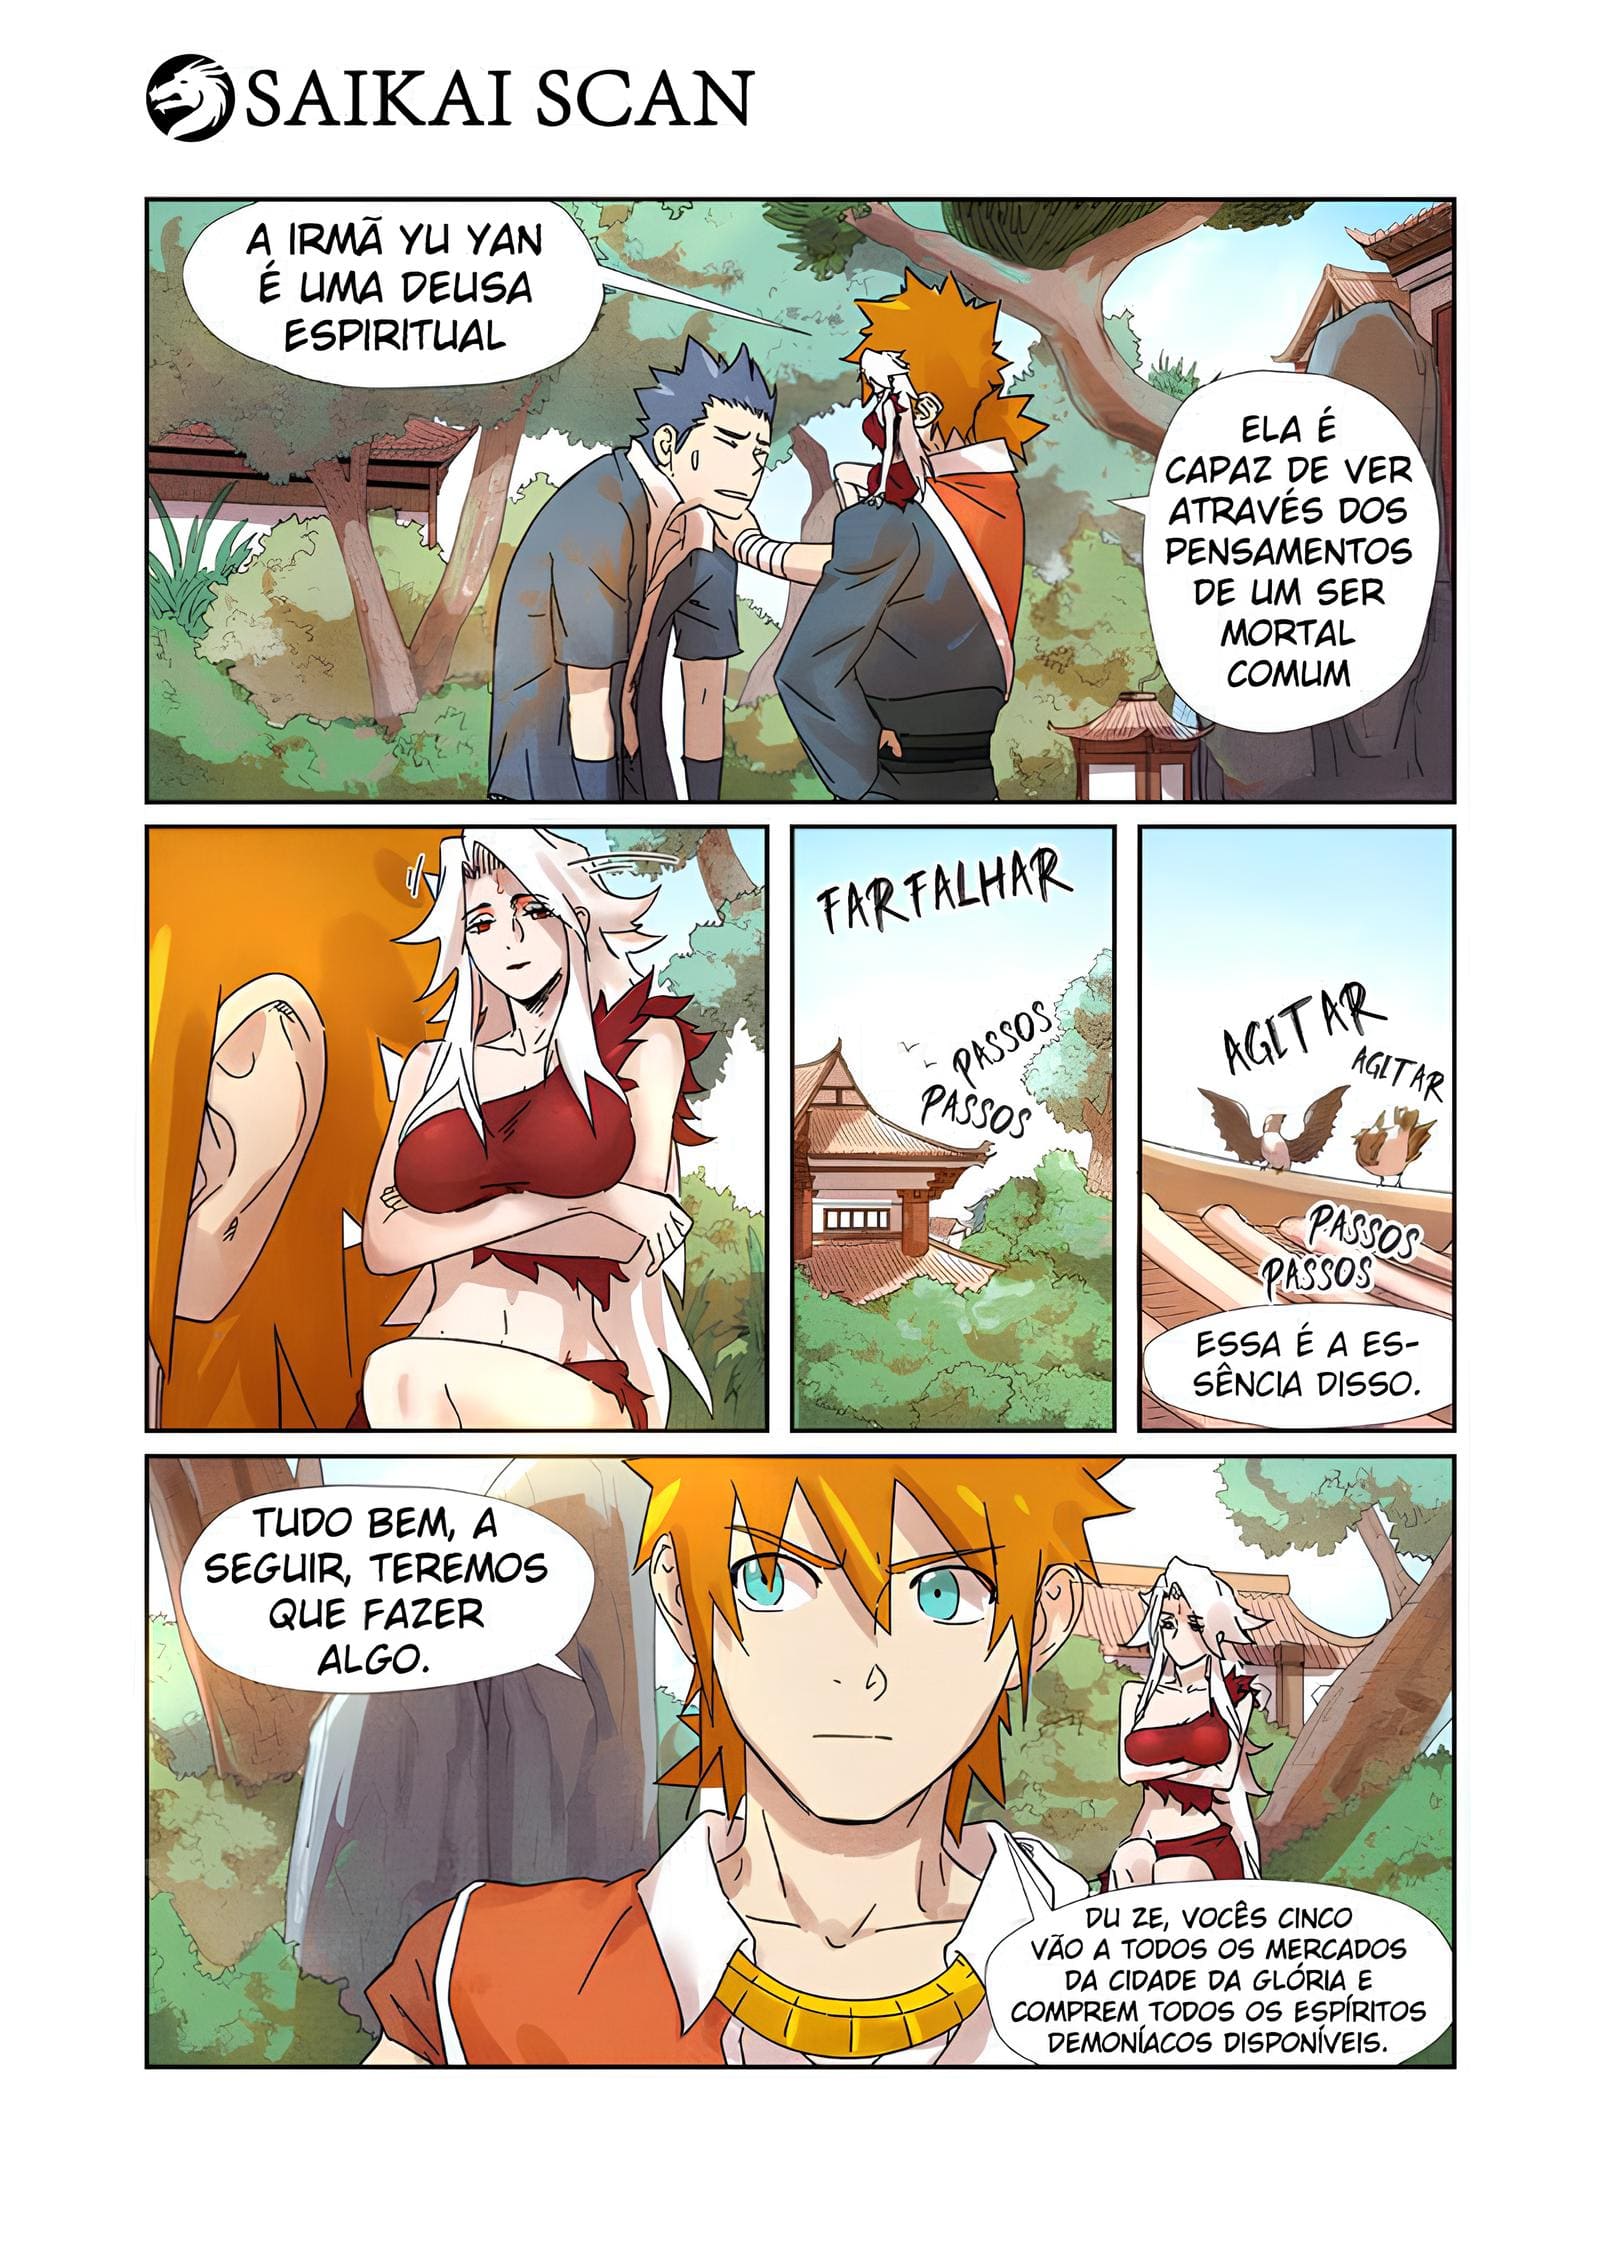 SAIKAI SCAN
A IRMÃ YU YAN
É UMA DEUSA
ESPIRITUAL
ELA É
CAPAZ DE VER
ATRAVÉS DOS
PENSAMENTOS
DE UM SER
MORTAL
COMUM
FARFALHAR
PASSOS
PASSOS
AGITAR
AGITAR
PASSOS
PASSOS
ESSA É A ES-
SÊNCIA DISSO.
TUDO BEM, A
SEGUIR, TEREMOS
QUE FAZER
ALGO.
DU ZE, VOCÊS CINCO
VÃO A TODOS OS MERCADOS
DA CIDADE DA GLÓRIA E
COMPREM TODOS OS ESPÍRITOS
DEMONÍACOS DISPONÍVEIS.